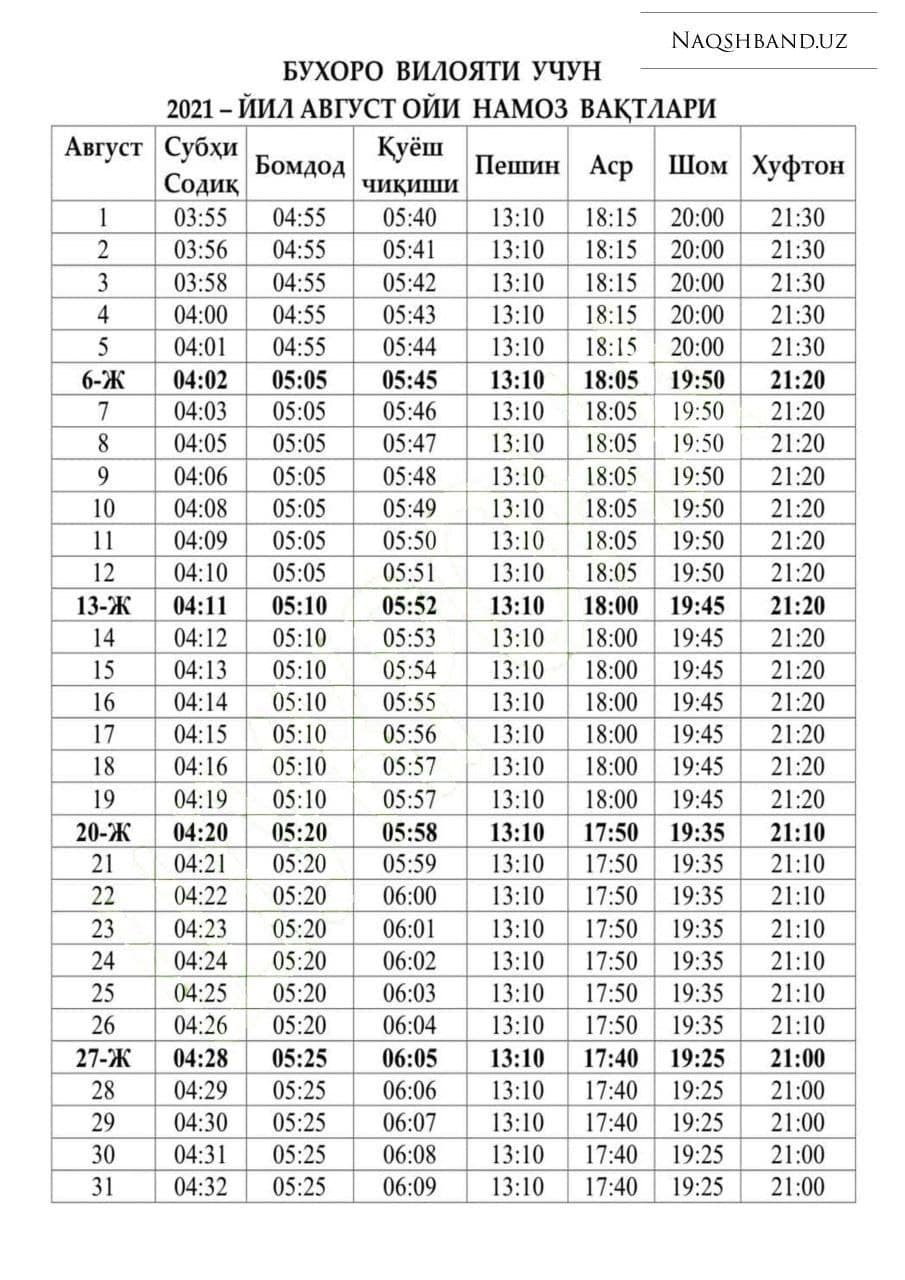 NAQSHBAND.UZ
БУХОРО ВИЛОЯТИ УЧУН
2021 – ЙИЛ АВГУСТ ОЙИ НАМОЗ ВАҚТЛАРИ
Август Субҳи Содиқ Бомдод Қуёш чиқиши Пешин Аср Шом Хуфтон
1 03:55 04:55 05:40 13:10 18:15 20:00 21:30
2 03:56 04:55 05:41 13:10 18:15 20:00 21:30
3 03:58 04:55 05:42 13:10 18:15 20:00 21:30
4 04:00 04:55 05:43 13:10 18:15 20:00 21:30
5 04:01 04:55 05:44 13:10 18:15 20:00 21:30
6-Ж 04:02 05:05 05:45 13:10 18:05 19:50 21:20
7 04:03 05:05 05:46 13:10 18:05 19:50 21:20
8 04:05 05:05 05:47 13:10 18:05 19:50 21:20
9 04:06 05:05 05:48 13:10 18:05 19:50 21:20
10 04:08 05:05 05:49 13:10 18:05 19:50 21:20
11 04:09 05:05 05:50 13:10 18:05 19:50 21:20
12 04:10 05:05 05:51 13:10 18:05 19:50 21:20
13-Ж 04:11 05:10 05:52 13:10 18:00 19:45 21:20
14 04:12 05:10 05:53 13:10 18:00 19:45 21:20
15 04:13 05:10 05:54 13:10 18:00 19:45 21:20
16 04:14 05:10 05:55 13:10 18:00 19:45 21:20
17 04:15 05:10 05:56 13:10 18:00 19:45 21:20
18 04:16 05:10 05:57 13:10 18:00 19:45 21:20
19 04:19 05:10 05:57 13:10 18:00 19:45 21:20
20-Ж 04:20 05:20 05:58 13:10 17:50 19:35 21:10
21 04:21 05:20 05:59 13:10 17:50 19:35 21:10
22 04:22 05:20 06:00 13:10 17:50 19:35 21:10
23 04:23 05:20 06:01 13:10 17:50 19:35 21:10
24 04:24 05:20 06:02 13:10 17:50 19:35 21:10
25 04:25 05:20 06:03 13:10 17:50 19:35 21:10
26 04:26 05:20 06:04 13:10 17:50 19:35 21:10
27-Ж 04:28 05:25 06:05 13:10 17:40 19:25 21:00
28 04:29 05:25 06:06 13:10 17:40 19:25 21:00
29 04:30 05:25 06:07 13:10 17:40 19:25 21:00
30 04:31 05:25 06:08 13:10 17:40 19:25 21:00
31 04:32 05:25 06:09 13:10 17:40 19:25 21:00